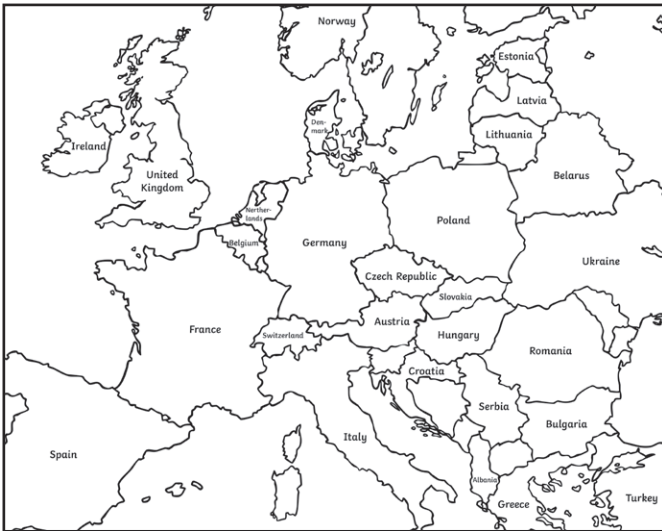 Norway
Estonia
Latvia
Lithuania
Den-
mark
Ireland
United
Kingdom
Belarus
Nerther-
lands
Poland
Belgium
Germany
Ukraine
Czech Republic
Slovakia
Austria
France
Switzerland
Hungary
Romania
Croatia
Serbia
Bulgaria
Italy
Spain
Albania
Greece
Turkey